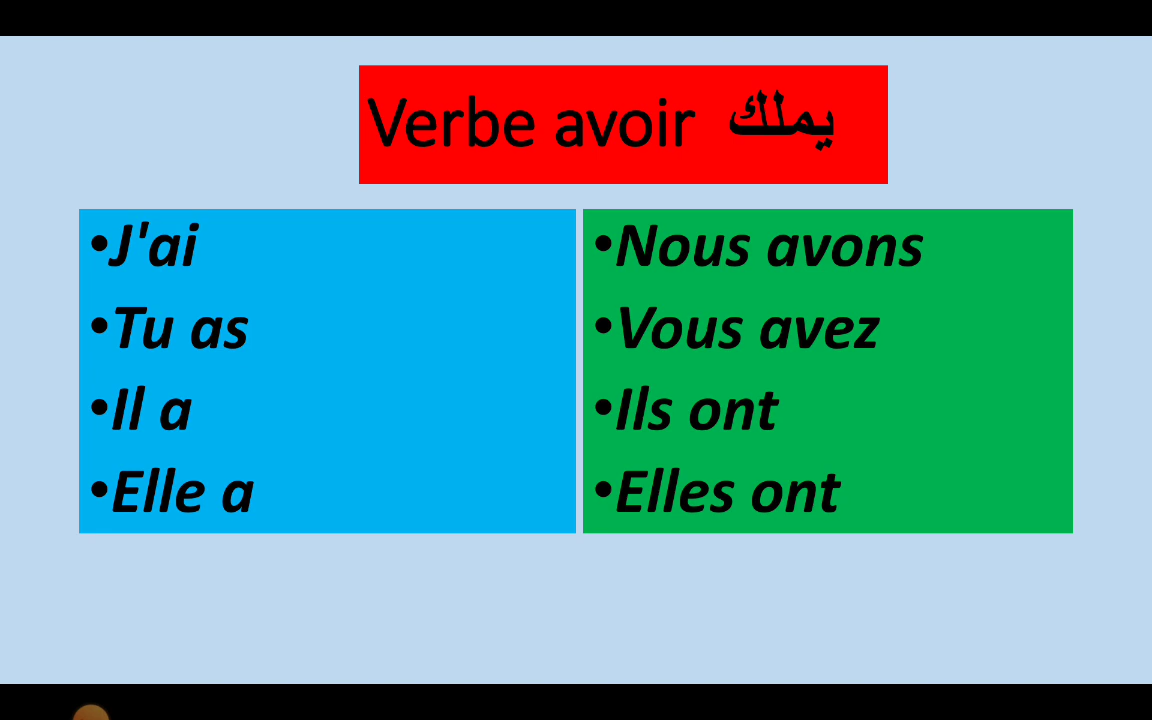 Verbe avoir يملك
•J'ai
•Tu as
•Il a
•Elle a
•Nous avons
•Vous avez
•Ils ont
•Elles ont